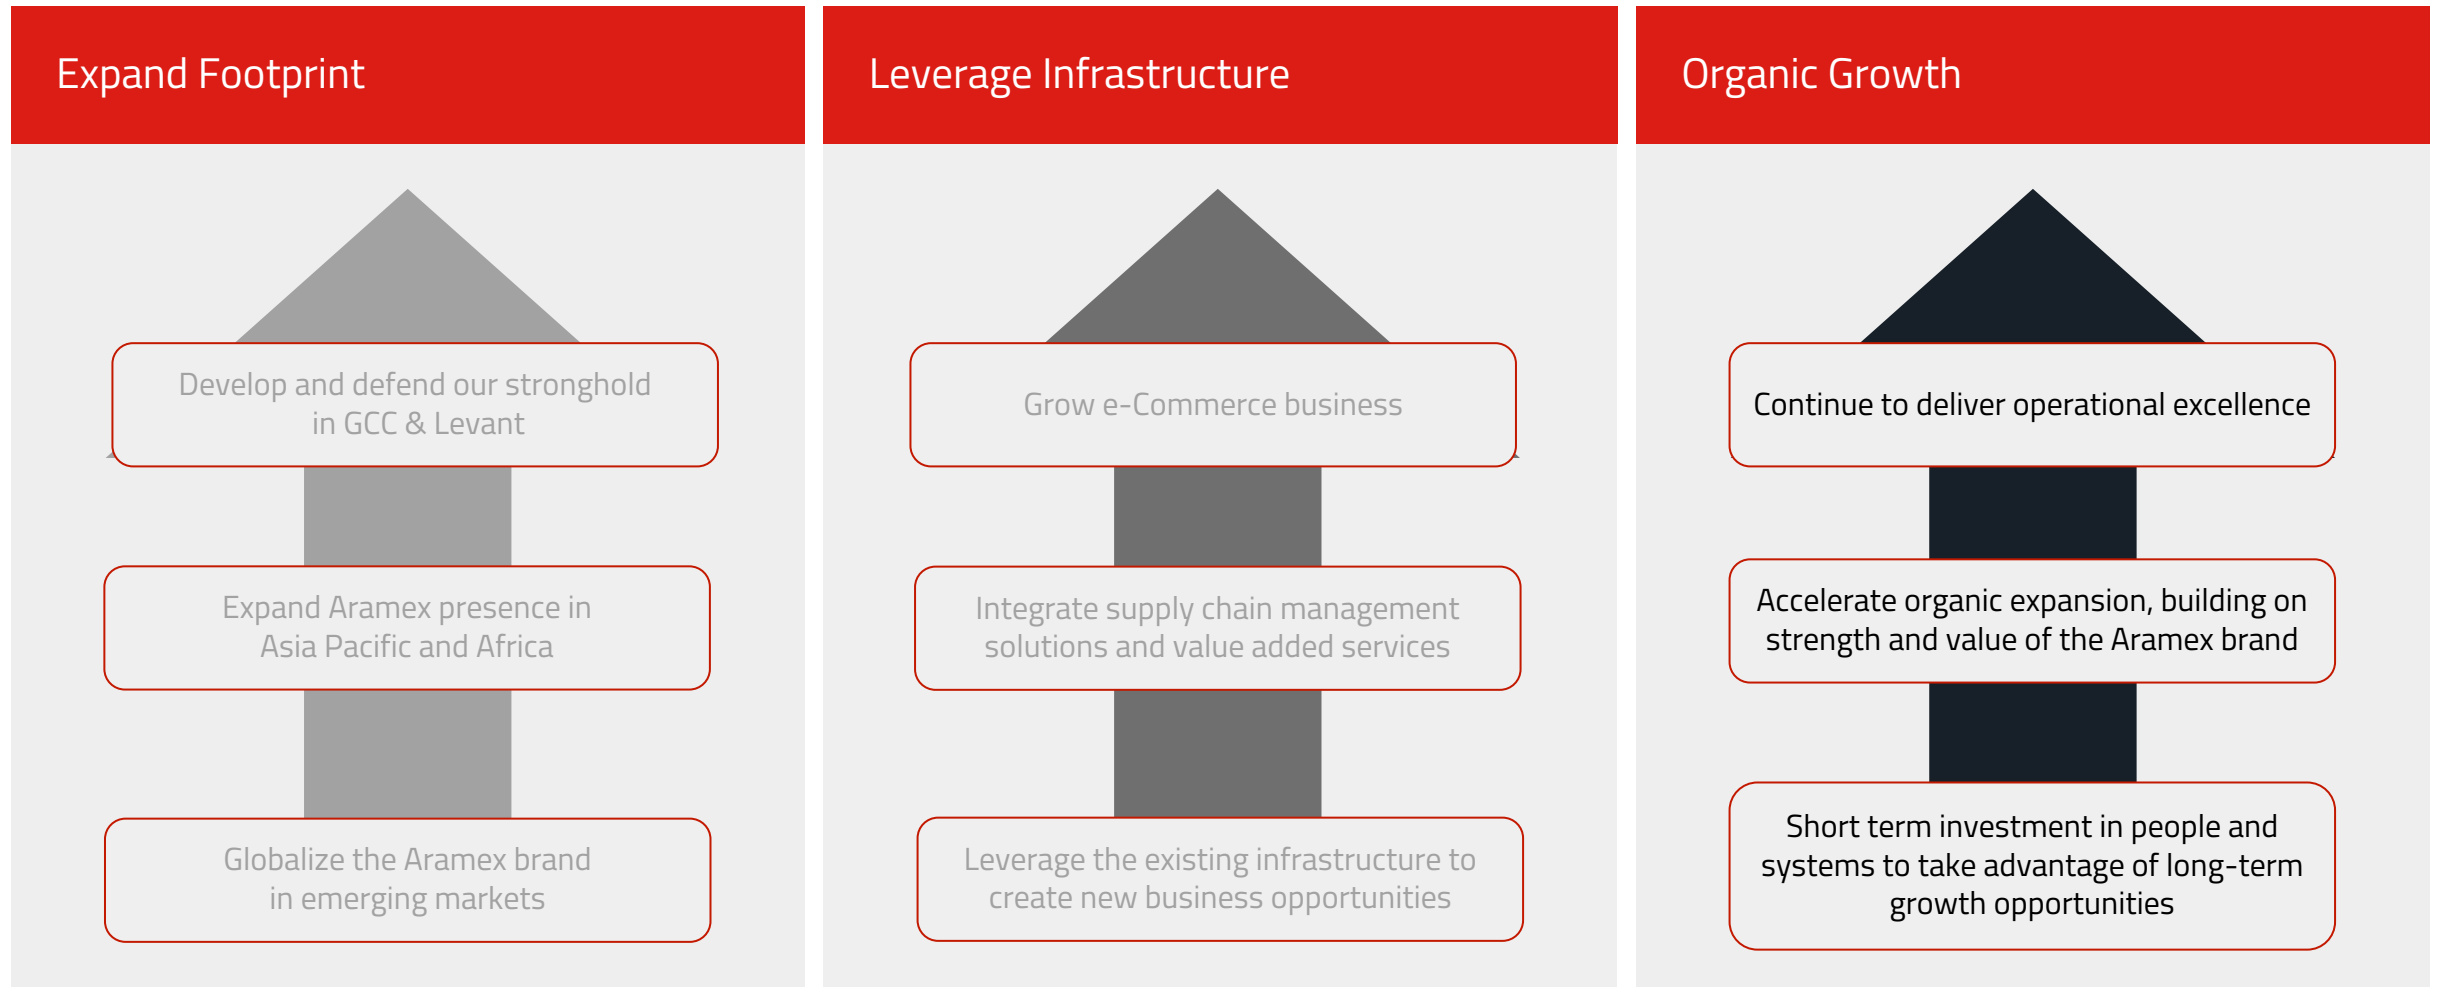 Expand Footprint
Develop and defend our stronghold
in GCC & Levant
Expand Aramex presence in
Asia Pacific and Africa
Globalize the Aramex brand
in emerging markets
Leverage Infrastructure
Grow e-Commerce business
Integrate supply chain management
solutions and value added services
Leverage the existing infrastructure to
create new business opportunities
Organic Growth
Continue to deliver operational excellence
Accelerate organic expansion, building on
strength and value of the Aramex brand
Short term investment in people and
systems to take advantage of long-term
growth opportunities